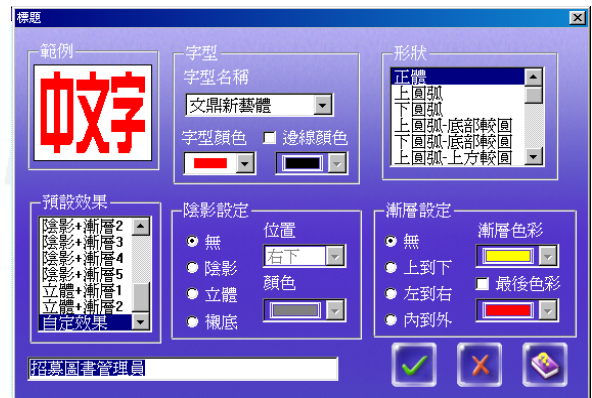 標題
範例
中文字
字型
字型名稱
文鼎新藝體
字型顏色
邊線顏色
形狀
正體
上圓弧
下圓弧
上圓弧-底部較圓
下圓弧-底部較圓
上圓弧-上方較圓
預設效果
陰影+漸層2
陰影+漸層3
陰影+漸層4
陰影+漸層5
立體+漸層1
立體+漸層2
自定效果
陰影設定
無
陰影
立體
襯底
位置
右下
顏色
漸層設定
無
上到下
左到右
內到外
漸層色彩
最後色彩
招募圖書管理員